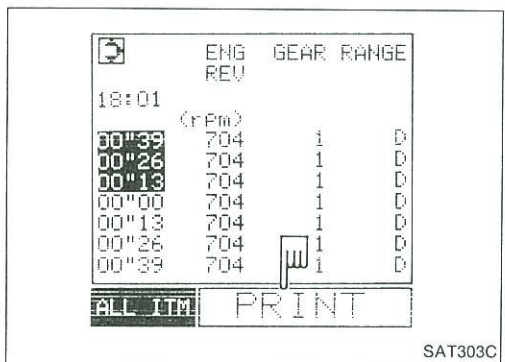 ENG GEAR RANGE
REV
18:01
(rpm)
00"39 704 1 D
00"26 704 1 D
00"13 704 1 D
00"00 704 1 D
00"13 704 1 D
00"26 704 1 D
00"39 704 1 D
ALL ITM PRINT
SAT303C